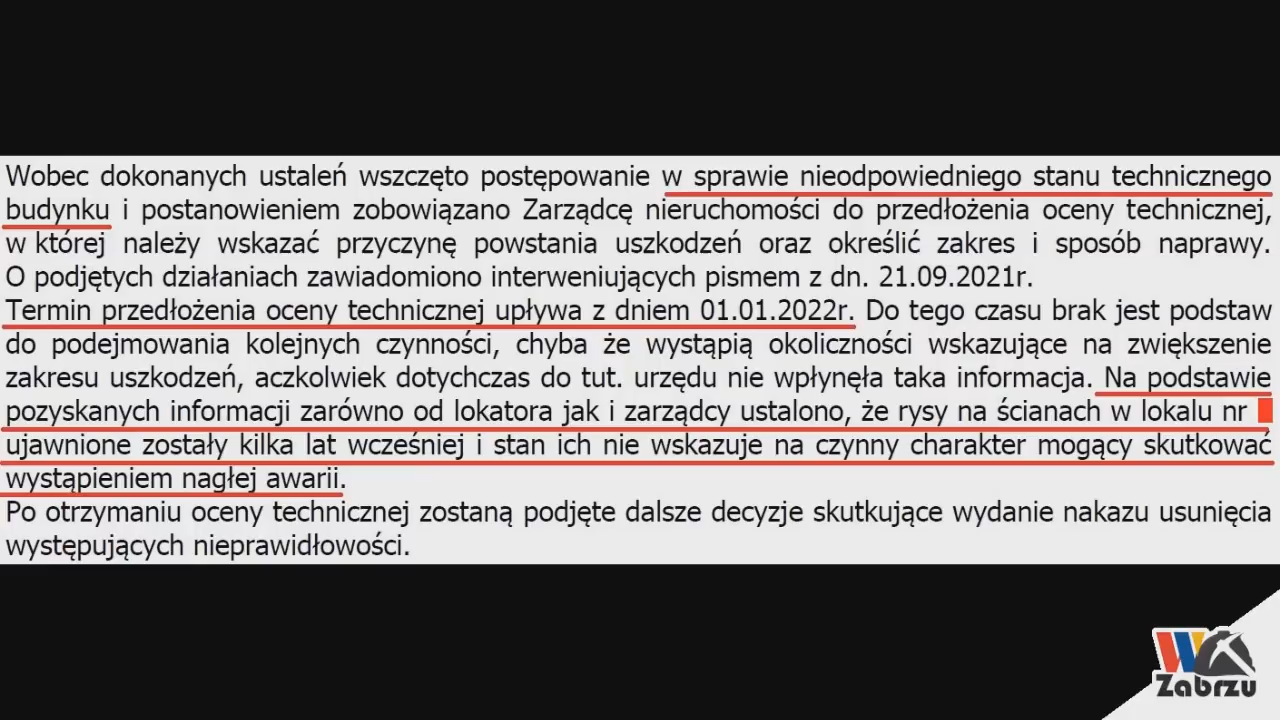 Wobec dokonanych ustaleń wszczęto postępowanie w sprawie nieodpowiedniego stanu technicznego
budynku i postanowieniem zobowiązano Zarządcę nieruchomości do przedłożenia oceny technicznej,
w której należy wskazać przyczynę powstania uszkodzeń oraz określić zakres i sposób naprawy.
O podjętych działaniach zawiadomiono interweniujących pismem z dn. 21.09.2021r.
Termin przedłożenia oceny technicznej upływa z dniem 01.01.2022r. Do tego czasu brak jest podstaw
do podejmowania kolejnych czynności, chyba że wystąpią okoliczności wskazujące na zwiększenie
zakresu uszkodzeń, aczkolwiek dotychczas do tut. urzędu nie wpłynęła taka informacja. Na podstawie
pozyskanych informacji zarówno od lokatora jak i zarządcy ustalono, że rysy na ścianach w lokalu nr
ujawnione zostały kilka lat wcześniej i stan ich nie wskazuje na czynny charakter mogący skutkować
wystąpieniem nagłej awarii.
Po otrzymaniu oceny technicznej zostaną podjęte dalsze decyzje skutkujące wydanie nakazu usunięcia
występujących nieprawidłowości.
W
Zabrzu